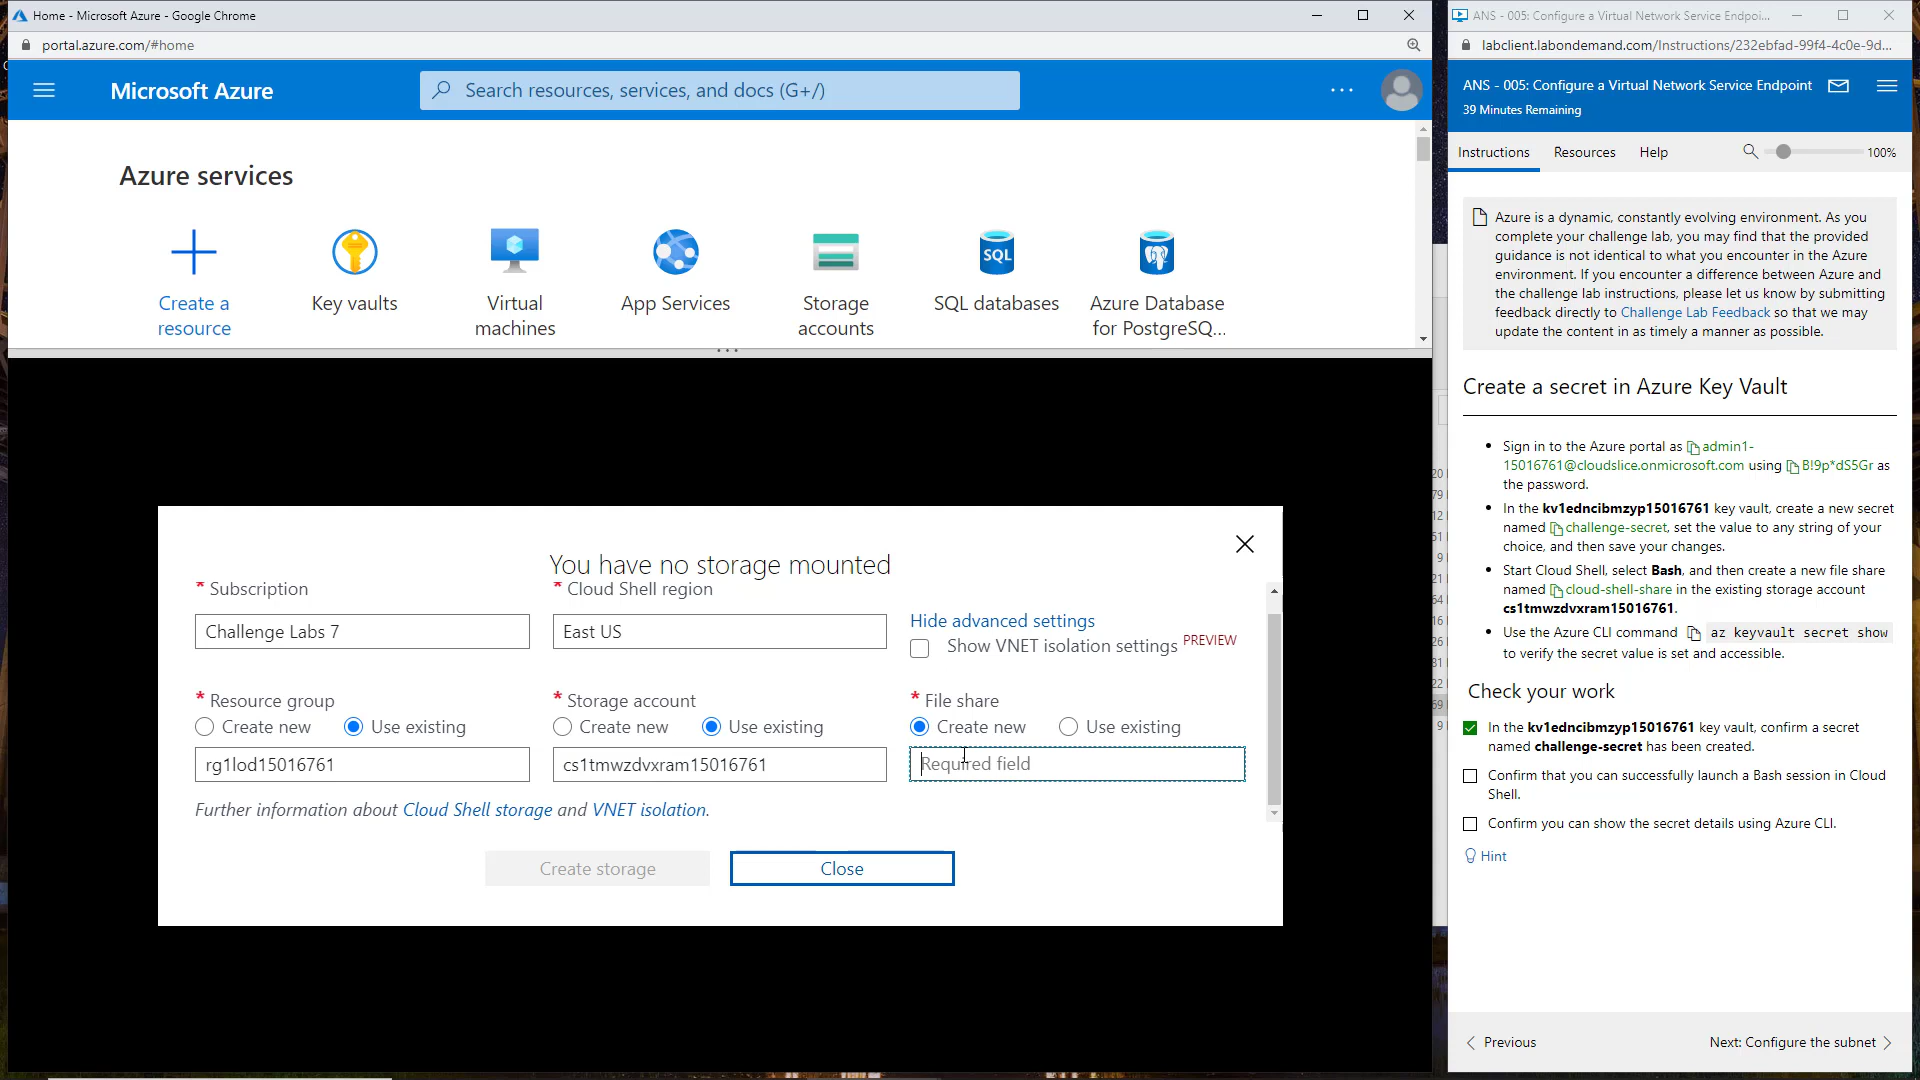 Home - Microsoft Azure - Google Chrome
portal.azure.com/#home
Microsoft Azure
Search resources, services, and docs (G+/)
Azure services
Create a
resource
Key vaults
Virtual
machines
App Services
Storage
accounts
SQL databases
SQL
Azure Database
for PostgreSQ...
You have no storage mounted
* Subscription
* Cloud Shell region
Challenge Labs 7
East US
Hide advanced settings
Show VNET isolation settings PREVIEW
* Resource group
* Storage account
* File share
Create new
Use existing
Create new
Use existing
Create new
Use existing
rg1lod15016761
cs1tmwzdvxram15016761
Required field
Further information about Cloud Shell storage and VNET isolation.
Create storage
Close
ANS - 005: Configure a Virtual Network Service Endpoi...
labclient.labondemand.com/Instructions/232ebfad-99f4-4c0e-9d...
ANS - 005: Configure a Virtual Network Service Endpoint
39 Minutes Remaining
Instructions
Resources
Help
100%
Azure is a dynamic, constantly evolving environment. As you
complete your challenge lab, you may find that the provided
guidance is not identical to what you encounter in the Azure
environment. If you encounter a difference between Azure and
the challenge lab instructions, please let us know by submitting
feedback directly to Challenge Lab Feedback so that we may
update the content in as timely a manner as possible.
Create a secret in Azure Key Vault
• Sign in to the Azure portal as admin1-
15016761@cloudslice.onmicrosoft.com using B!9p*dS5Gr as
the password.
• In the kv1edncibmzyp15016761 key vault, create a new secret
named challenge-secret, set the value to any string of your
choice, and then save your changes.
• Start Cloud Shell, select Bash, and then create a new file share
named cloud-shell-share in the existing storage account
cs1tmwzdvxram15016761.
• Use the Azure CLI command az keyvault secret show
to verify the secret value is set and accessible.
Check your work
In the kv1edncibmzyp15016761 key vault, confirm a secret
named challenge-secret has been created.
Confirm that you can successfully launch a Bash session in Cloud
Shell.
Confirm you can show the secret details using Azure CLI.
Hint
Previous
Next: Configure the subnet